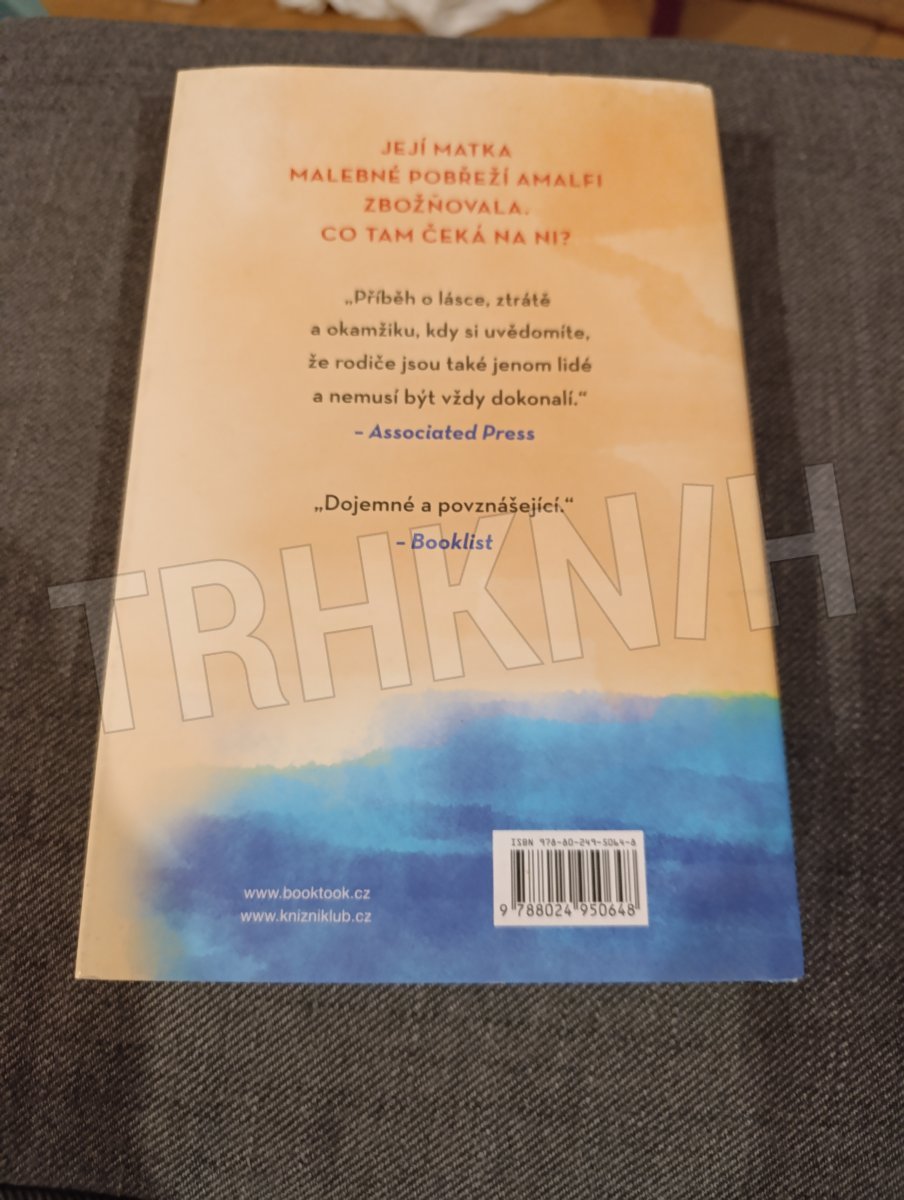 JEJÍ MATKA
MALEBNÉ POBŘEŽÍ AMALFI
ZBOŽŇOVALA.
CO TAM ČEKÁ NA NI?
„Příběh o lásce, ztrátě
a okamžiku, kdy si uvědomíte,
že rodiče jsou také jenom lidé
a nemusí být vždy dokonalí.“
– Associated Press
„Dojemné a povznášející.“
– Booklist
TRHKNIH
ISBN 978-80-249-5064-8
www.booktook.cz
www.knizniklub.cz
9 788024 950648